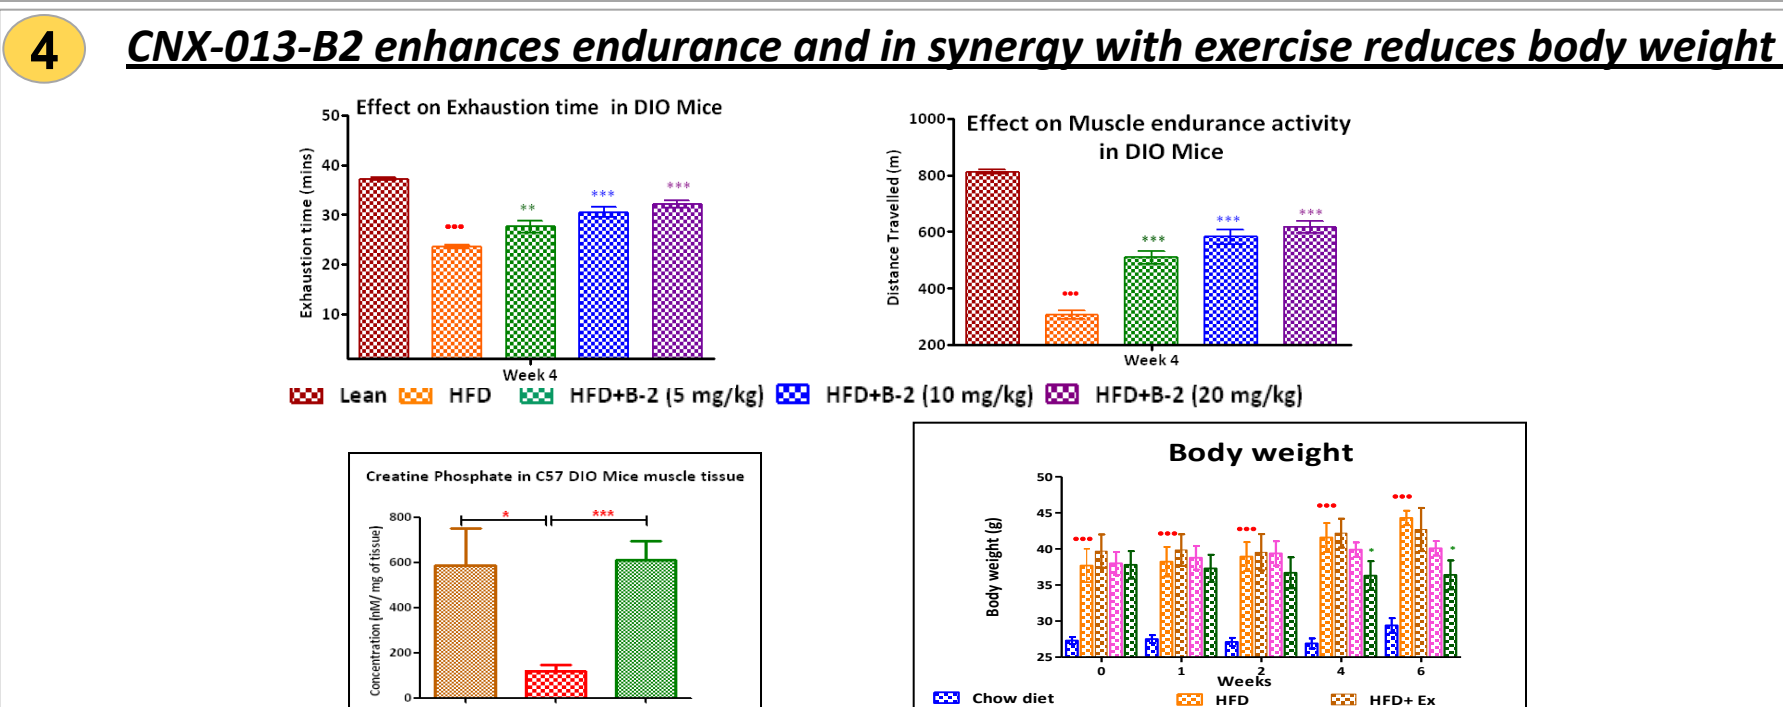 4
CNX-013-B2 enhances endurance and in synergy with exercise reduces body weight
Effect on Exhaustion time in DIO Mice
Exhaustion time (mins)
50
40
30
20
10
•••
**
***
***
Week 4
Effect on Muscle endurance activity
in DIO Mice
Distance Travelled (m)
1000
800
600
400
200
•••
***
***
***
Week 4
Lean HFD HFD+B-2 (5 mg/kg) HFD+B-2 (10 mg/kg) HFD+B-2 (20 mg/kg)
Creatine Phosphate in C57 DIO Mice muscle tissue
Concentration (nM/ mg of tissue)
800
600
400
200
0
* ***
Body weight
Body weight (g)
50
45
40
35
30
25
••• ••• ••• ••• •••
* *
0 1 2 4 6
Weeks
Chow diet HFD HFD+ Ex